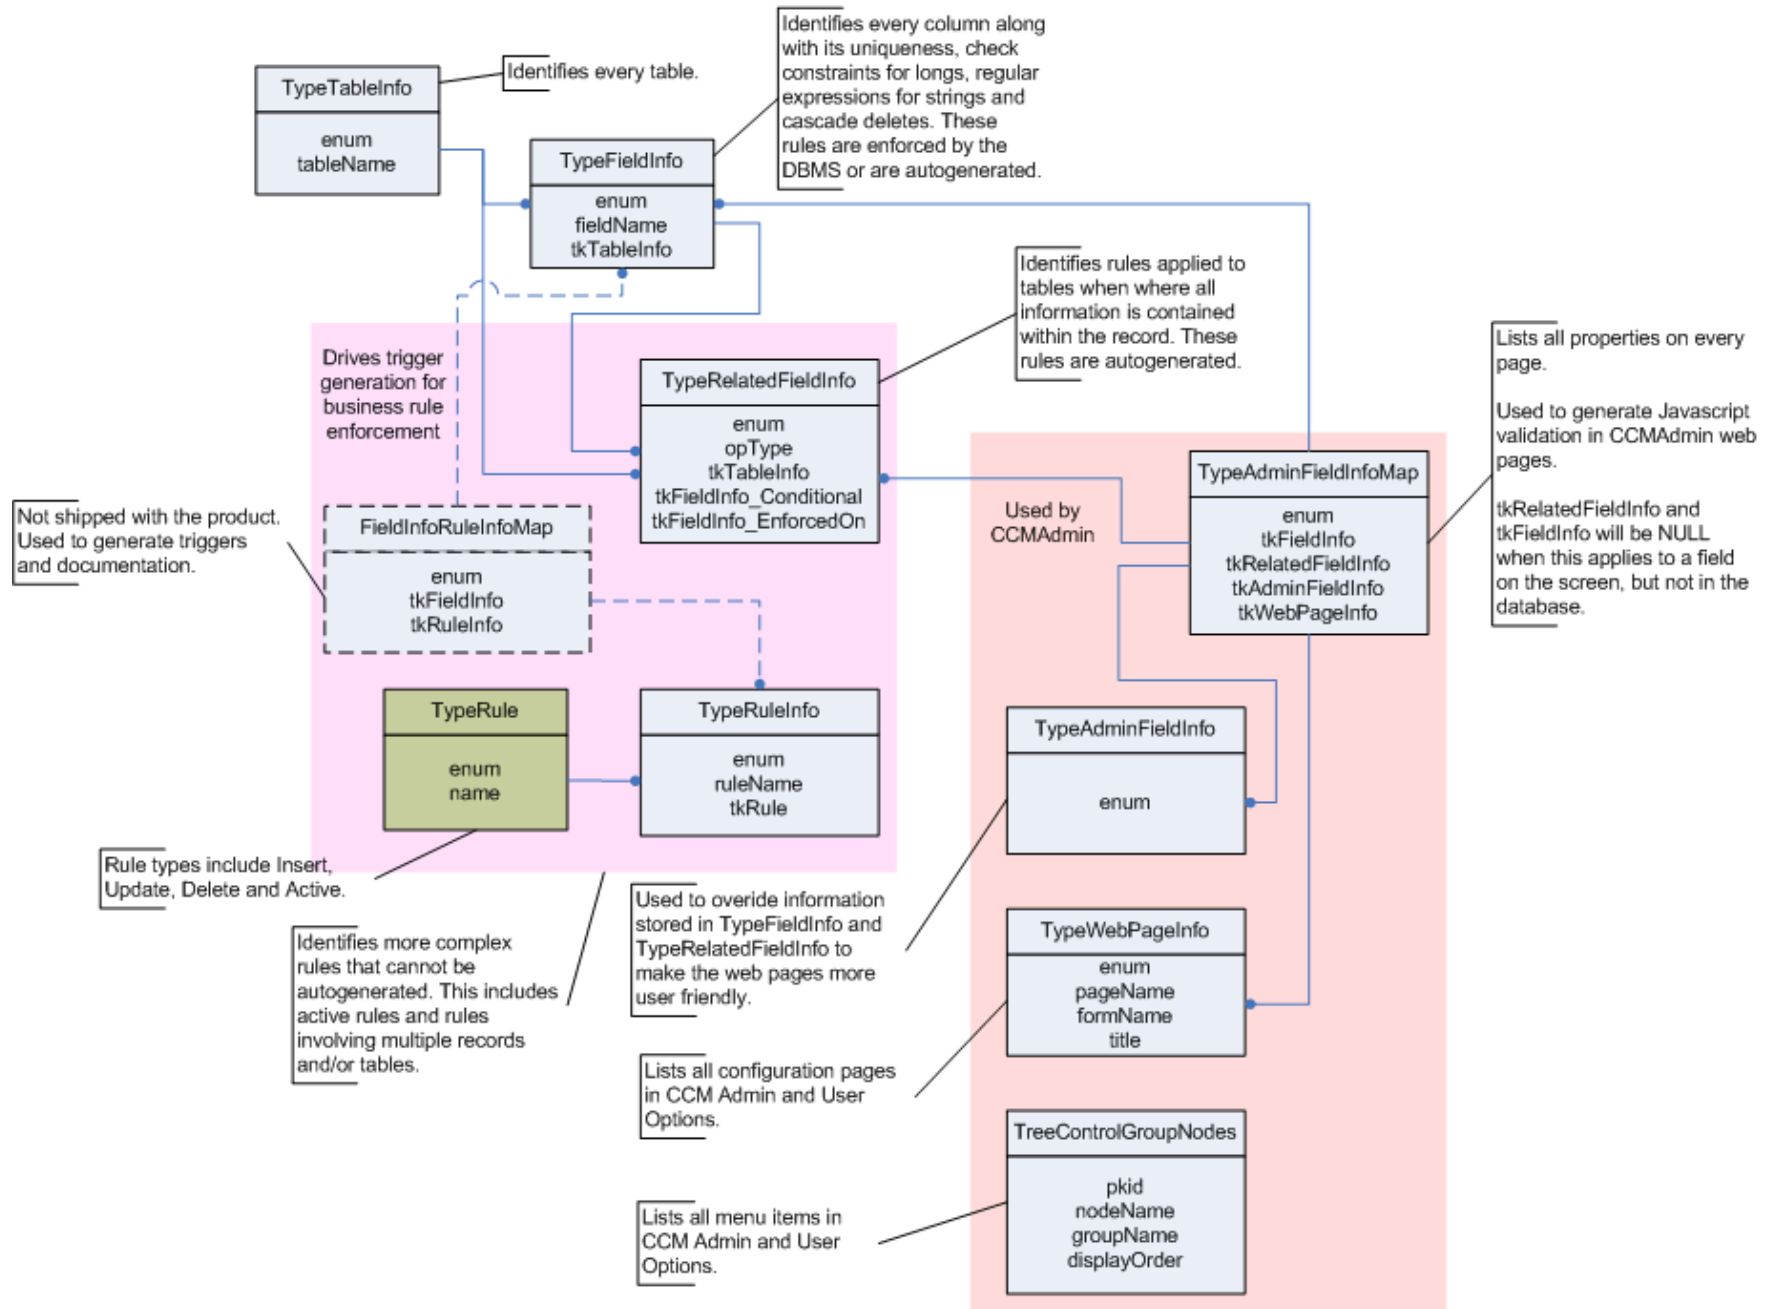 Identifies every column along
with its uniqueness, check
constraints for longs, regular
expressions for strings and
cascade deletes. These
rules are enforced by the
DBMS or are autogenerated.
Identifies every table.
TypeTableInfo
enum
tableName
TypeFieldInfo
enum
fieldName
tkTableInfo
Identifies rules applied to
tables when where all
information is contained
within the record. These
rules are autogenerated.
Lists all properties on every
page.
Used to generate Javascript
validation in CCMAdmin web
pages.
tkRelatedFieldInfo and
tkFieldInfo will be NULL
when this applies to a field
on the screen, but not in the
database.
Drives trigger
generation for
business rule
enforcement
TypeRelatedFieldInfo
enum
opType
tkTableInfo
tkFieldInfo_Conditional
tkFieldInfo_EnforcedOn
Used by
CCMAdmin
TypeAdminFieldInfoMap
enum
tkFieldInfo
tkRelatedFieldInfo
tkAdminFieldInfo
tkWebPageInfo
Not shipped with the product.
Used to generate triggers
and documentation.
FieldInfoRuleInfoMap
enum
tkFieldInfo
tkRuleInfo
TypeRule
enum
name
TypeRuleInfo
enum
ruleName
tkRule
TypeAdminFieldInfo
enum
Rule types include Insert,
Update, Delete and Active.
Identifies more complex
rules that cannot be
autogenerated. This includes
active rules and rules
involving multiple records
and/or tables.
Used to overide information
stored in TypeFieldInfo and
TypeRelatedFieldInfo to
make the web pages more
user friendly.
TypeWebPageInfo
enum
pageName
formName
title
Lists all configuration pages
in CCM Admin and User
Options.
TreeControlGroupNodes
pkid
nodeName
groupName
displayOrder
Lists all menu items in
CCM Admin and User
Options.